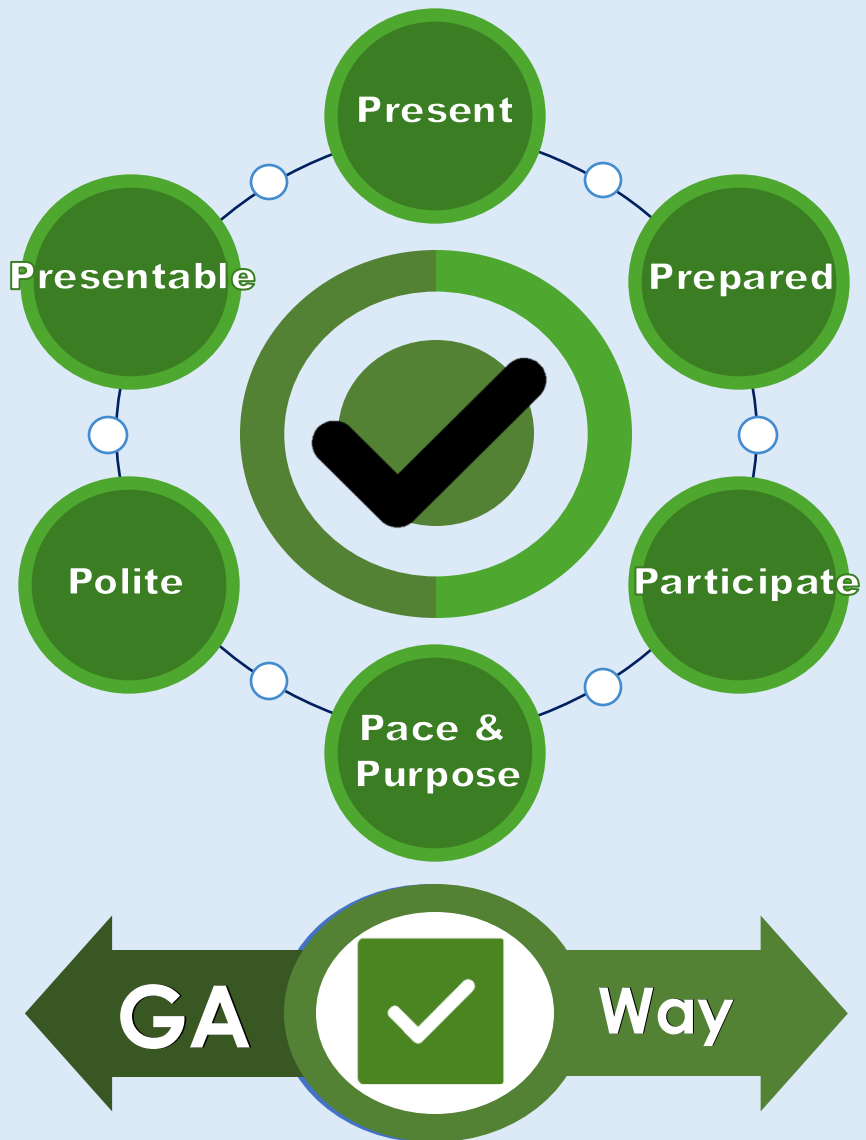 Present
Presentable
Prepared
Polite
Participate
Pace &
Purpose
GA
Way